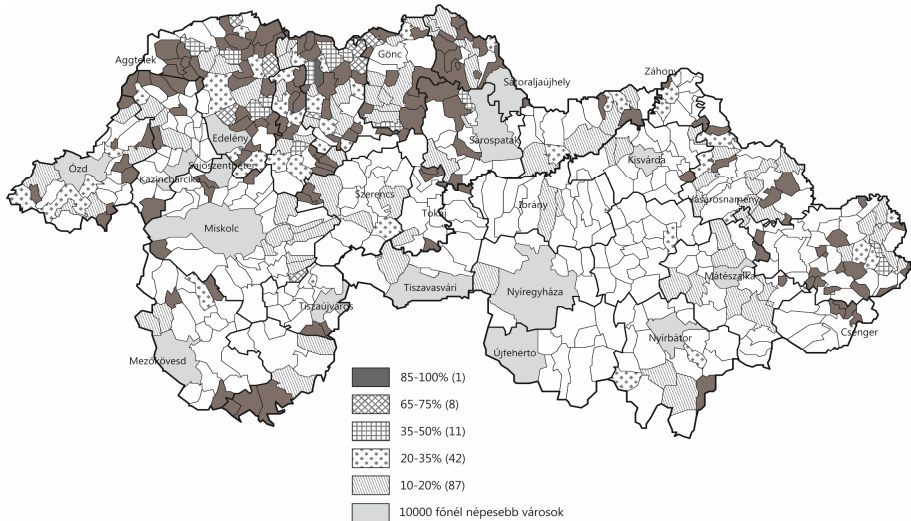 Gönc
Aggtelek
Sátoraljaújhely
Záhony
Edelény
Sárospatak
Ózd
Kazincbarcika
Sajószentpéter
Kisvárda
Szerencs
Vásárosnamény
Tokaj
Ibrány
Miskolc
Mátészalka
Tiszavasvári
Nyíregyháza
Tiszaújváros
Csenger
Nyírbátor
Mezőkövesd
Újfehértó
85-100% (1)
65-75% (8)
35-50% (11)
20-35% (42)
10-20% (87)
10000 főnél népesebb városok